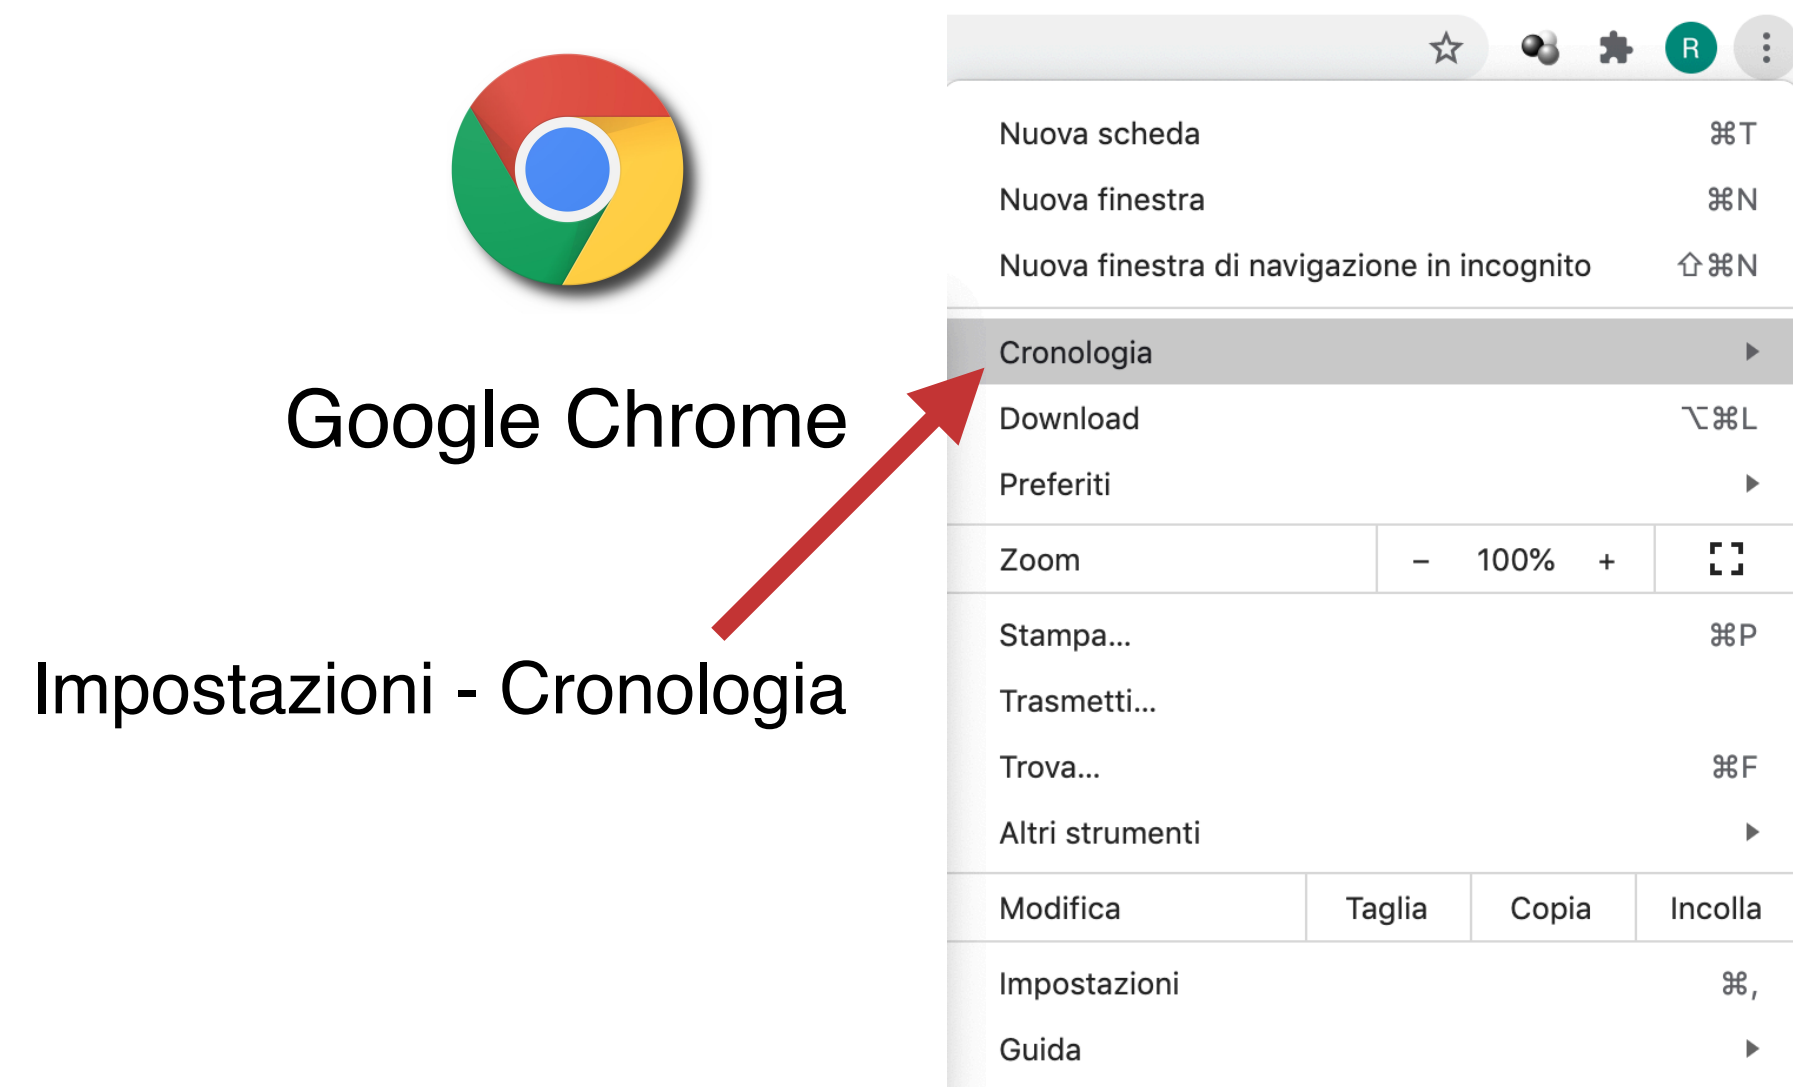 Google Chrome
Impostazioni - Cronologia
R
Nuova scheda ⌘T
Nuova finestra ⌘N
Nuova finestra di navigazione in incognito ⇧⌘N
Cronologia
Download ⌥⌘L
Preferiti
Zoom - 100% +
Stampa... ⌘P
Trasmetti...
Trova... ⌘F
Altri strumenti
Modifica Taglia Copia Incolla
Impostazioni ⌘,
Guida